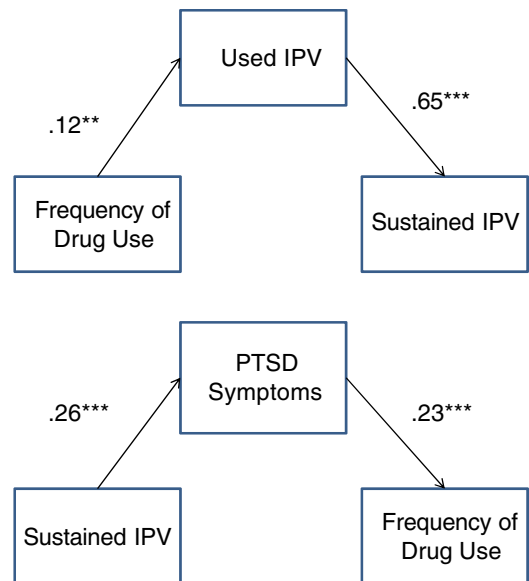 Used IPV
.12**
.65***
Frequency of
Drug Use
Sustained IPV
PTSD
Symptoms
.26***
.23***
Sustained IPV
Frequency of
Drug Use